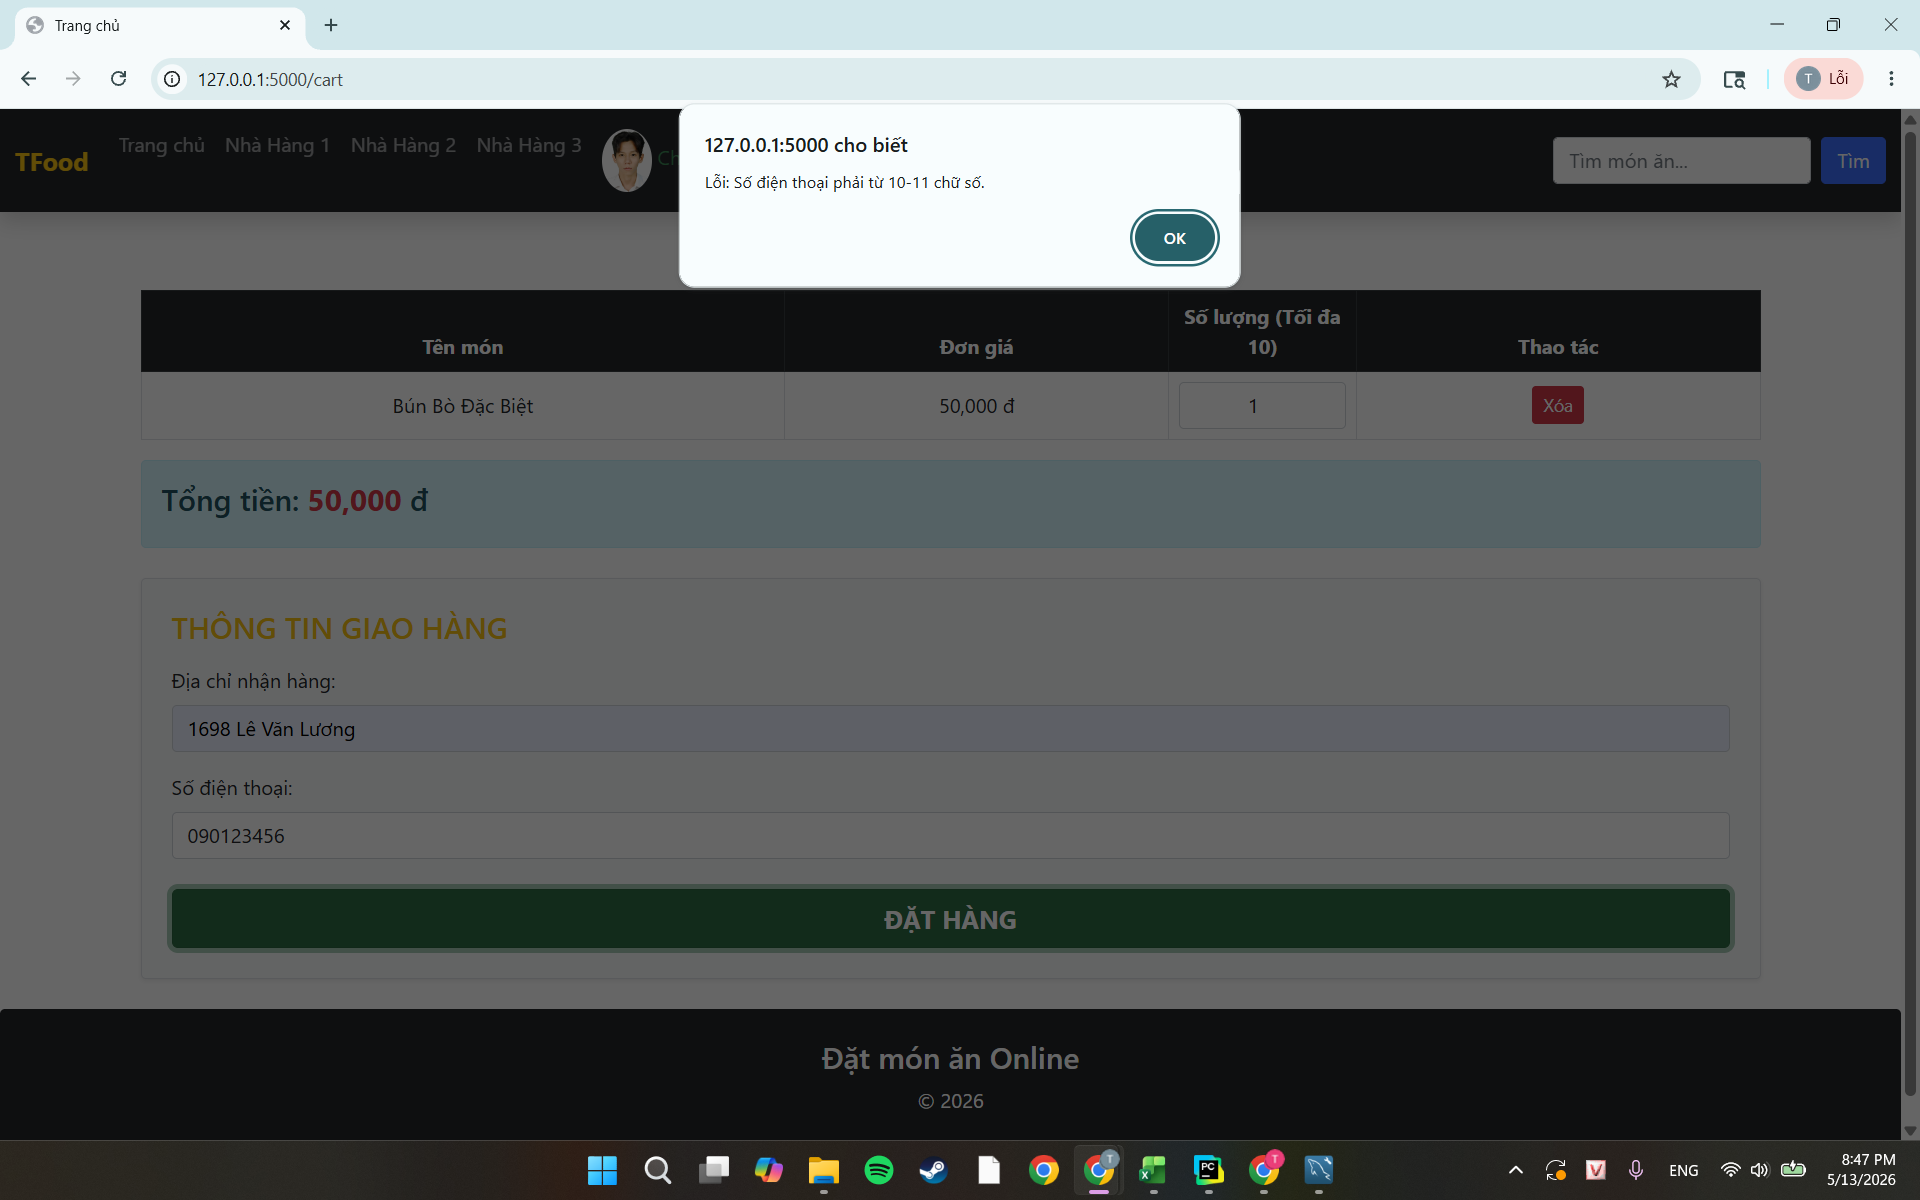 Trang chủ
127.0.0.1:5000/cart
Lỗi
TFood
Trang chủ
Nhà Hàng 1
Nhà Hàng 2
Nhà Hàng 3
Tìm món ăn...
Tìm
127.0.0.1:5000 cho biết
Lỗi: Số điện thoại phải từ 10-11 chữ số.
OK
Tên món
Đơn giá
Số lượng (Tối đa
10)
Thao tác
Bún Bò Đặc Biệt
50,000 đ
1
Xóa
Tổng tiền: 50,000 đ
THÔNG TIN GIAO HÀNG
Địa chỉ nhận hàng:
1698 Lê Văn Lương
Số điện thoại:
090123456
ĐẶT HÀNG
Đặt món ăn Online
© 2026
ENG
8:47 PM
5/13/2026